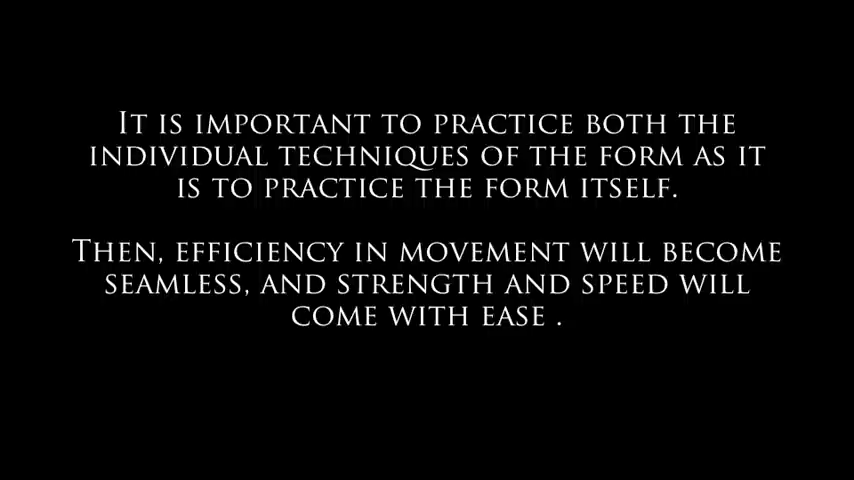 It is important to practice both the
individual techniques of the form as it
is to practice the form itself.
Then, efficiency in movement will become
seamless, and strength and speed will
come with ease .